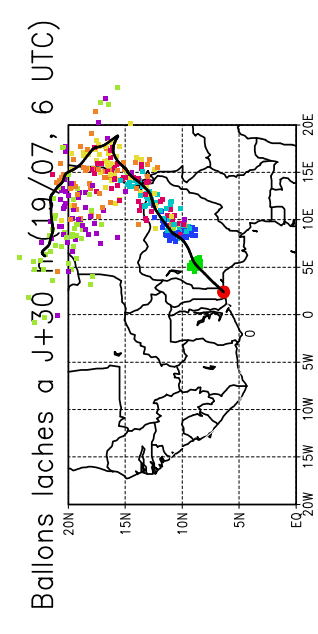 Ballons laches a J+30 h (19/07, 6 UTC)
20N
15N
10N
5N
EQ
20W
15W
10W
5W
0
5E
10E
15E
20E
0